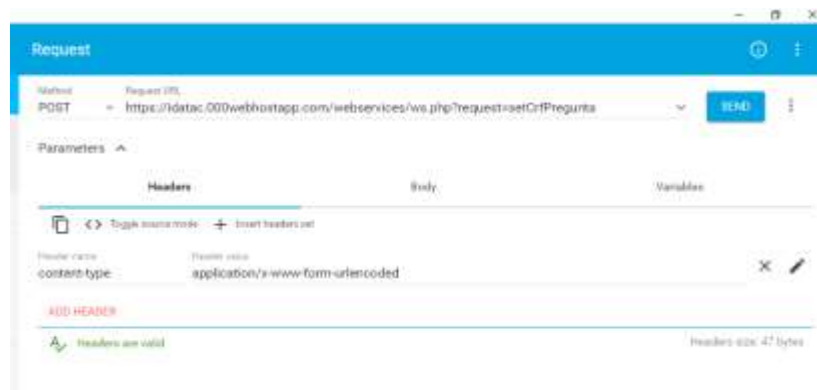 Request
Method Request URL
POST https://idatac.000webhostapp.com/webservices/ws.php?request=setCrfPregunta SEND
Parameters
Headers Body Variables
Toggle source mode Insert headers set
Header name Header value
content-type application/x-www-form-urlencoded
ADD HEADER
Headers are valid Headers size: 47 bytes